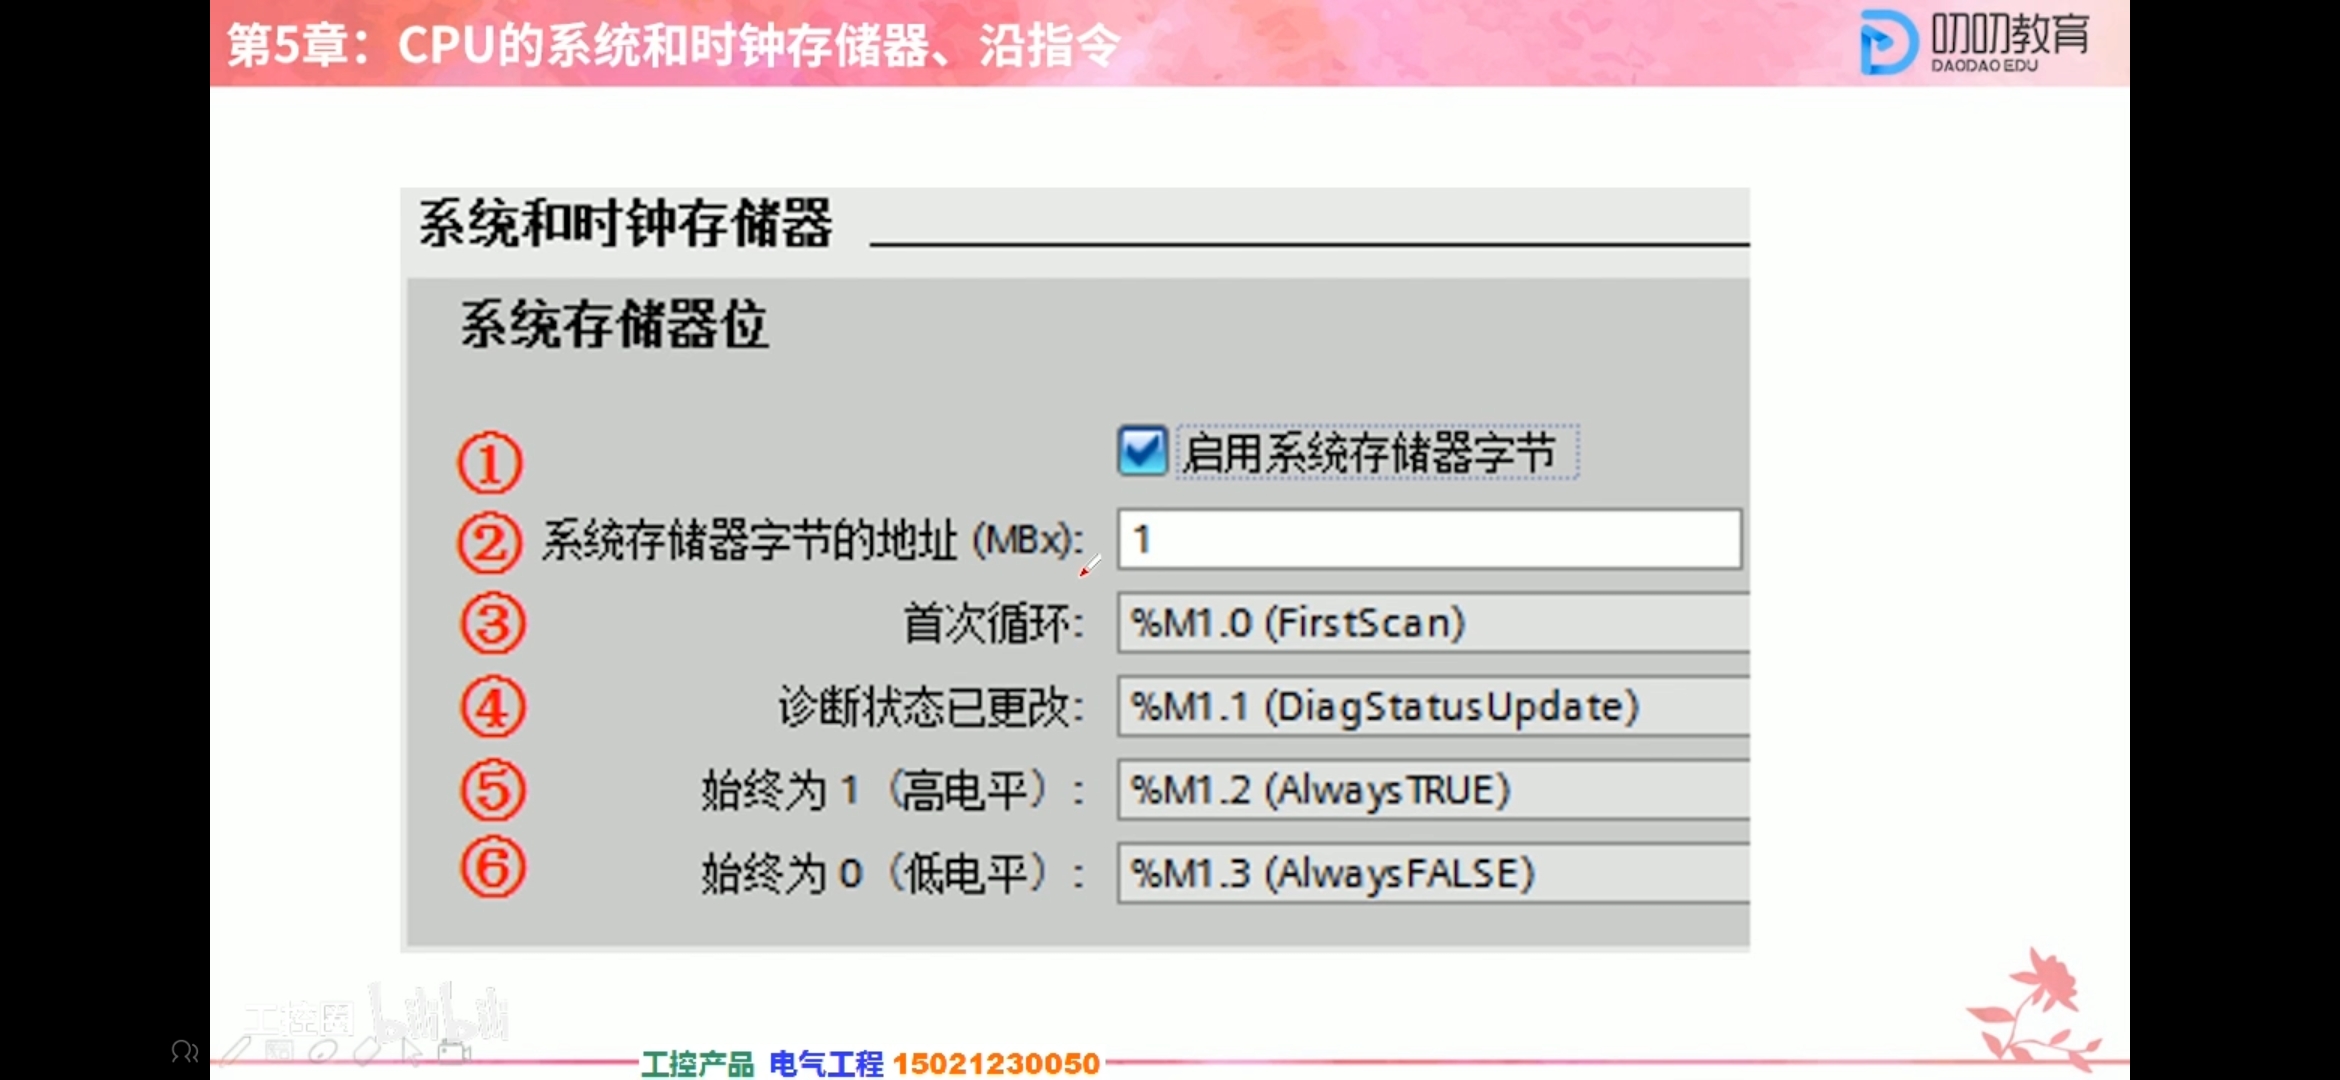 第5章：CPU的系统和时钟存储器、沿指令
叨叨教育
DAODAO EDU
系统和时钟存储器
系统存储器位
① 启用系统存储器字节
② 系统存储器字节的地址 (MBx): 1
③ 首次循环: %M1.0 (FirstScan)
④ 诊断状态已更改: %M1.1 (DiagStatusUpdate)
⑤ 始终为 1（高电平）: %M1.2 (AlwaysTRUE)
⑥ 始终为 0（低电平）: %M1.3 (AlwaysFALSE)
工控圈 bilibili
工控产品 电气工程 15021230050